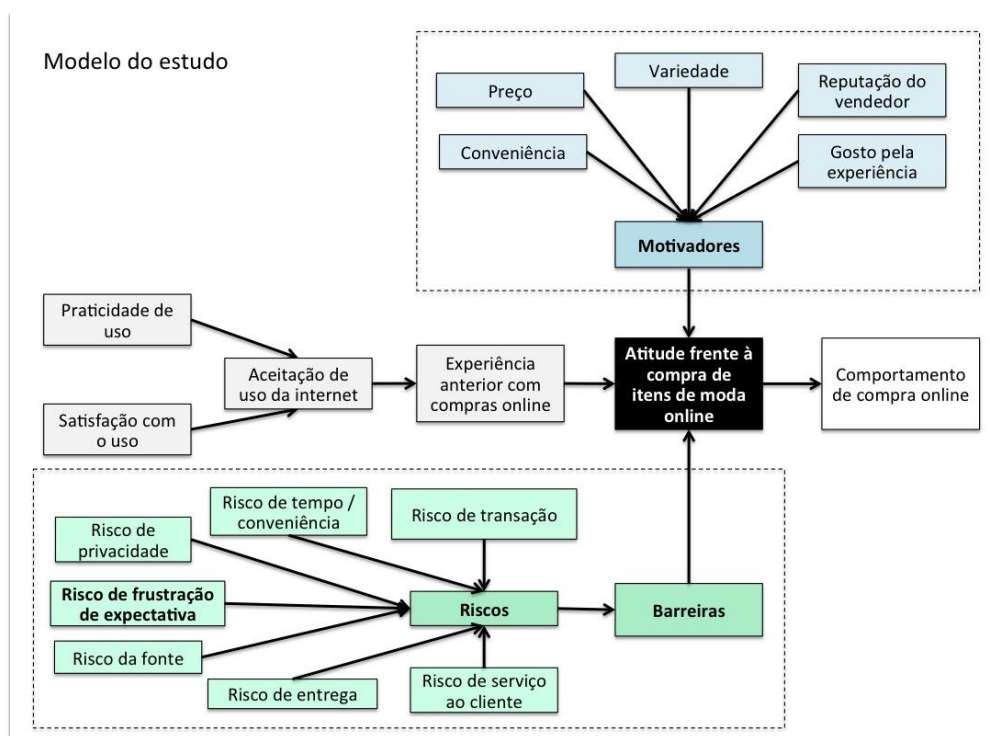 Modelo do estudo
Variedade
Preço
Reputação do
vendedor
Conveniência
Gosto pela
experiência
Motivadores
Praticidade de
uso
Satisfação com
o uso
Aceitação de
uso da internet
Experiência
anterior com
compras online
Atitude frente à
compra de
itens de moda
online
Comportamento
de compra online
Risco de tempo /
conveniência
Risco de transação
Risco de
privacidade
Risco de frustração
de expectativa
Riscos
Barreiras
Risco da fonte
Risco de entrega
Risco de serviço
ao cliente